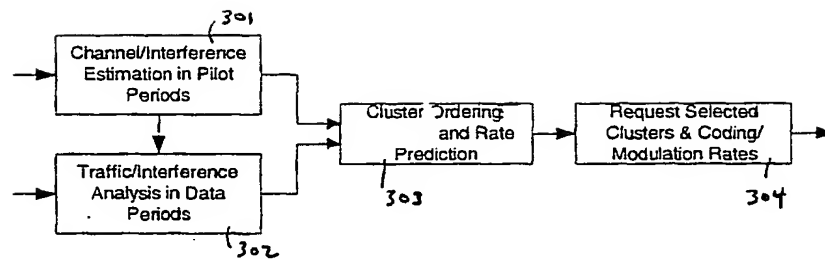 301
Channel/Interference
Estimation in Pilot
Periods
Traffic/Interference
Analysis in Data
Periods
302
Cluster Ordering
and Rate
Prediction
303
Request Selected
Clusters & Coding/
Modulation Rates
304